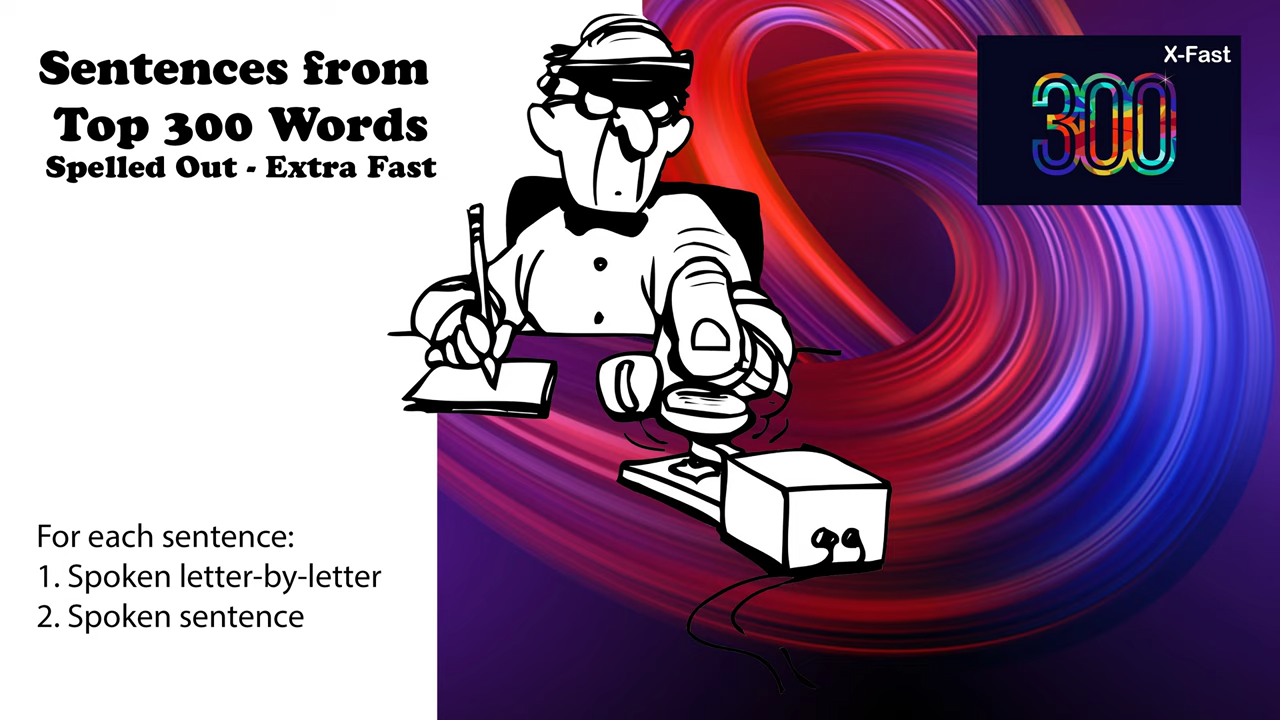 Sentences from
Top 300 Words
Spelled Out - Extra Fast
X-Fast
300
For each sentence:
1. Spoken letter-by-letter
2. Spoken sentence